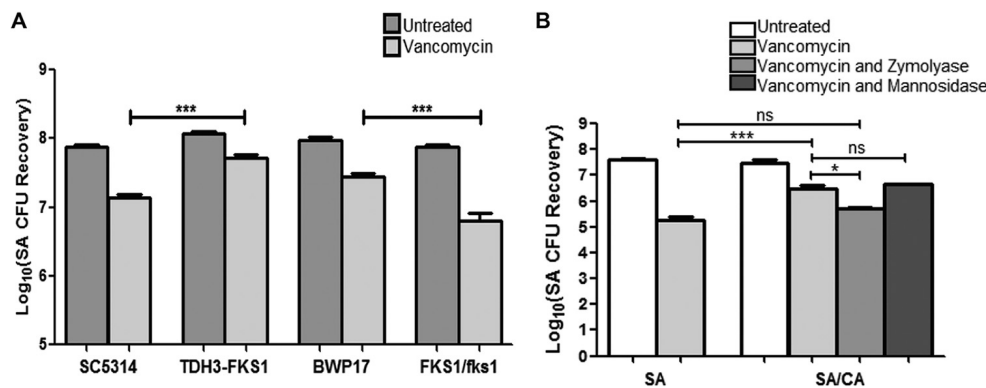 A
Untreated
Vancomycin
Log10(SA CFU Recovery)
9
8
7
6
5
***
***
SC5314
TDH3-FKS1
BWP17
FKS1/fks1
B
Untreated
Vancomycin
Vancomycin and Zymolyase
Vancomycin and Mannosidase
Log10(SA CFU Recovery)
9
8
7
6
5
4
3
2
1
0
ns
***
ns
*
SA
SA/CA